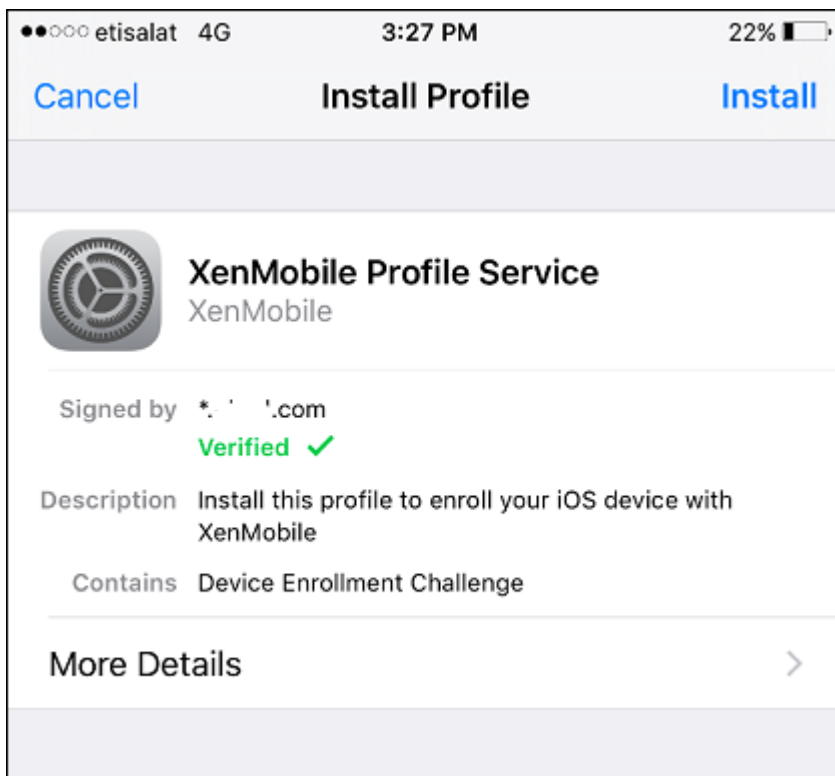 etisalat 4G 3:27 PM 22%
Cancel Install Profile Install
XenMobile Profile Service
XenMobile
Signed by .com
Verified
Description Install this profile to enroll your iOS device with
XenMobile
Contains Device Enrollment Challenge
More Details